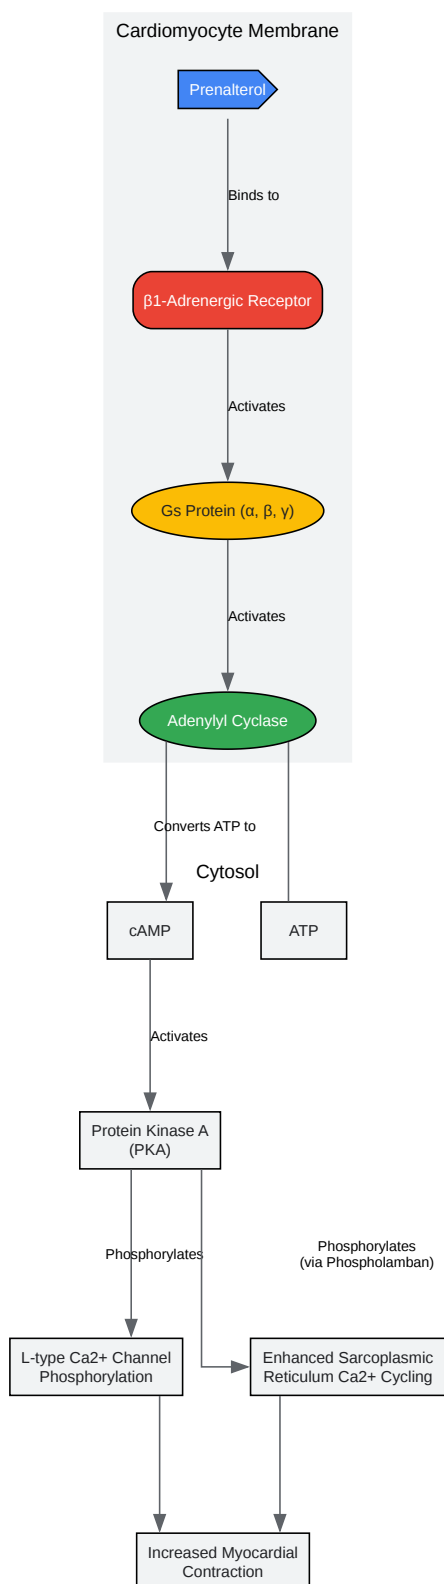 Cardiomyocyte Membrane
Prenalterol
Binds to
β1-Adrenergic Receptor
Activates
Gs Protein (α, β, γ)
Activates
Adenylyl Cyclase
Converts ATP to
Cytosol
cAMP
ATP
Activates
Protein Kinase A
(PKA)
Phosphorylates
Phosphorylates
(via Phospholamban)
L-type Ca2+ Channel
Phosphorylation
Enhanced Sarcoplasmic
Reticulum Ca2+ Cycling
Increased Myocardial
Contraction